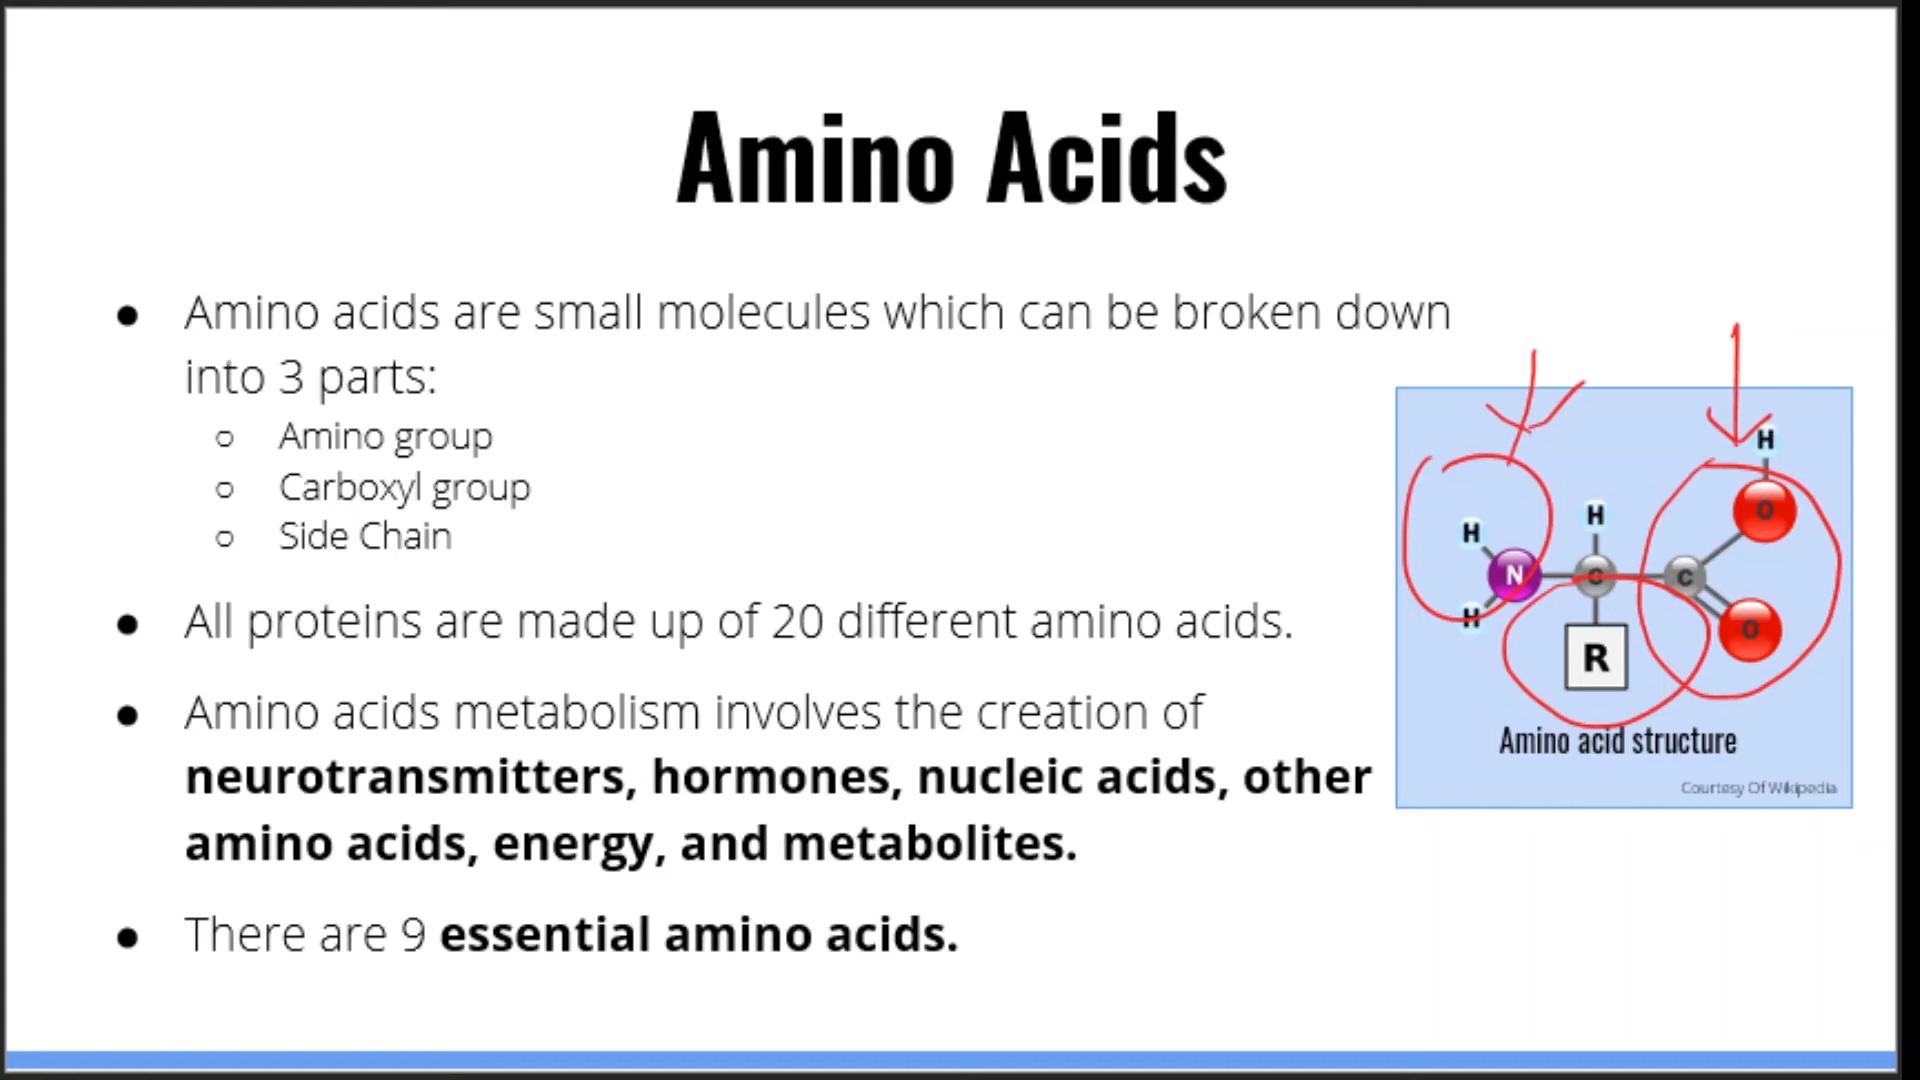 Amino Acids
● Amino acids are small molecules which can be broken down
into 3 parts:
○ Amino group
○ Carboxyl group
○ Side Chain
● All proteins are made up of 20 different amino acids.
● Amino acids metabolism involves the creation of
neurotransmitters, hormones, nucleic acids, other
amino acids, energy, and metabolites.
● There are 9 essential amino acids.
H
O
H
H
N
C
C
O
H
R
Amino acid structure
Courtesy Of Wikipedia